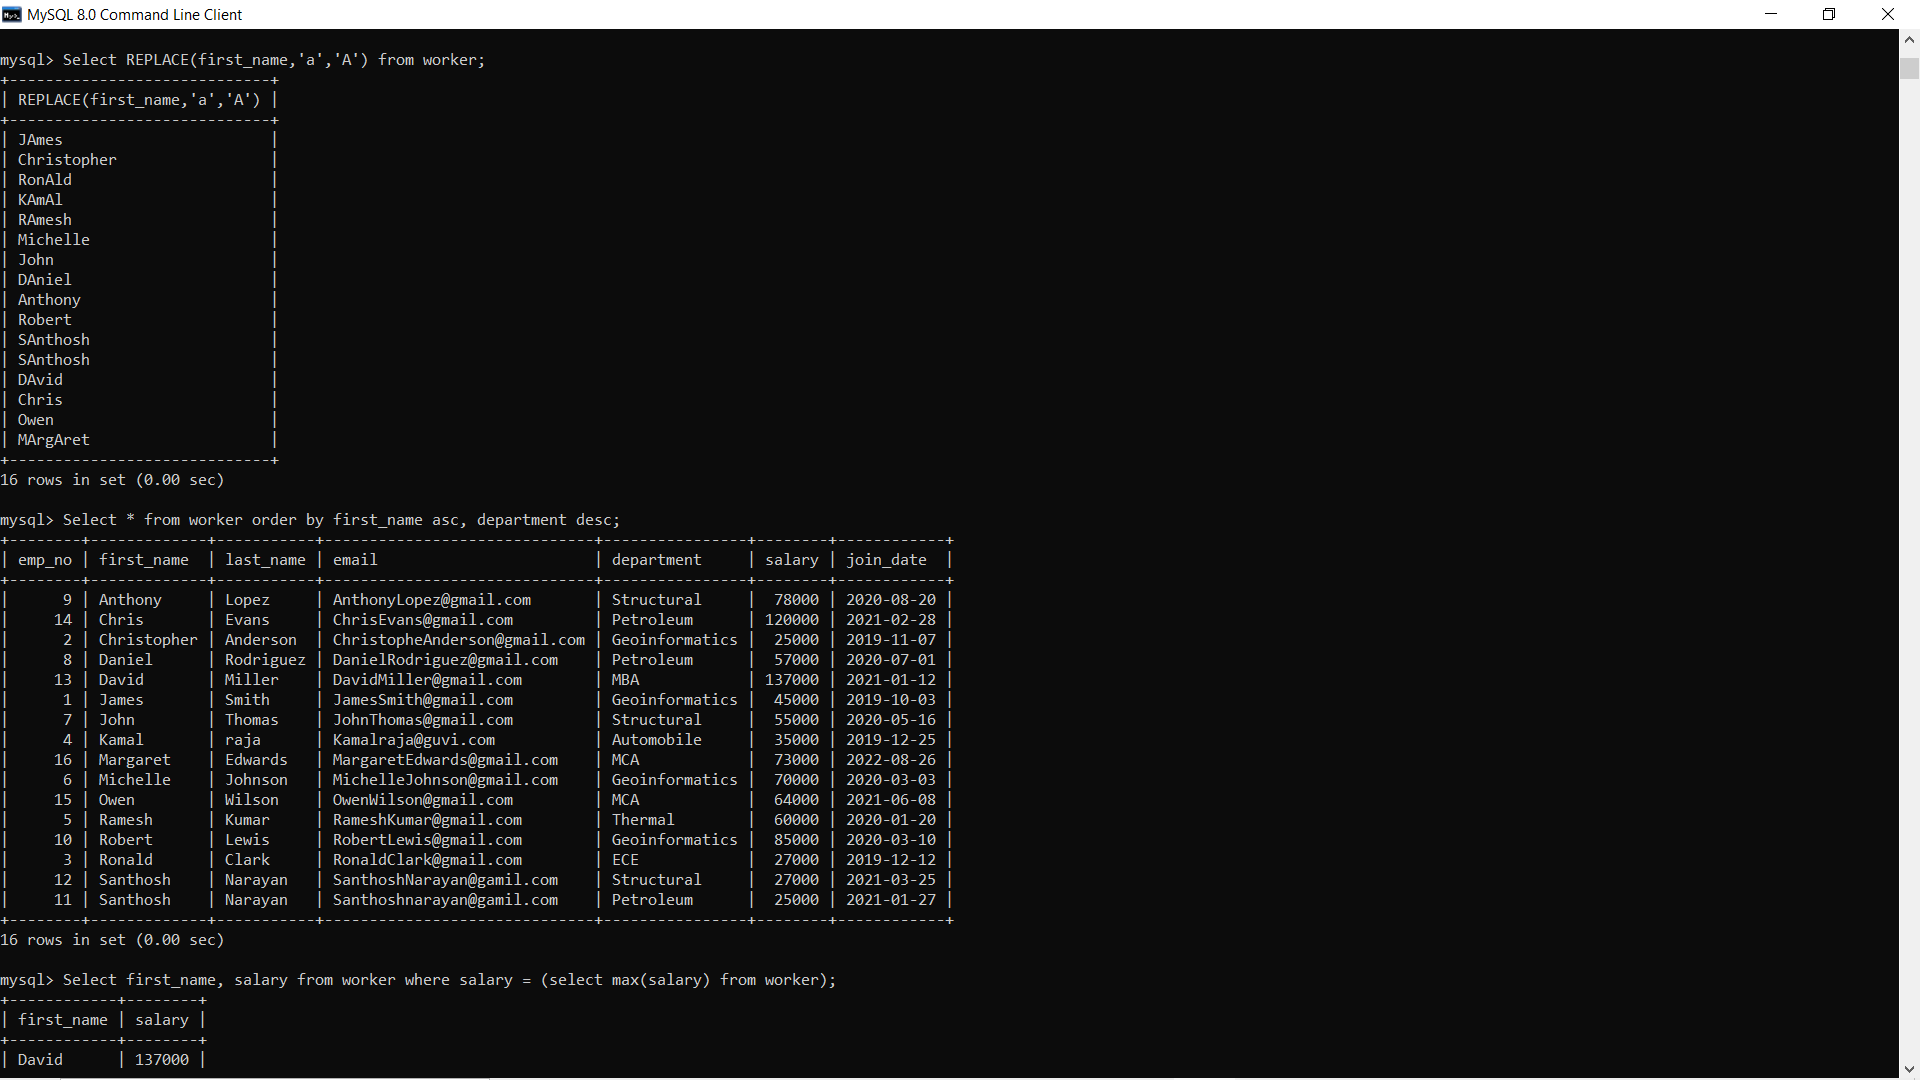 MySQL 8.0 Command Line Client
mysql> Select REPLACE(first_name,'a','A') from worker;
+-----------------------------+
| REPLACE(first_name,'a','A') |
+-----------------------------+
| JAmes                       |
| Christopher                 |
| RonAld                      |
| KAmAl                       |
| RAmesh                      |
| Michelle                    |
| John                        |
| DAniel                      |
| Anthony                     |
| Robert                      |
| SAnthosh                    |
| SAnthosh                    |
| DAvid                       |
| Chris                       |
| Owen                        |
| MArgAret                    |
+-----------------------------+
16 rows in set (0.00 sec)
mysql> Select * from worker order by first_name asc, department desc;
+--------+-------------+-----------+------------------------------+----------------+--------+------------+
| emp_no | first_name  | last_name | email                        | department     | salary | join_date  |
+--------+-------------+-----------+------------------------------+----------------+--------+------------+
|      9 | Anthony     | Lopez     | AnthonyLopez@gmail.com       | Structural     |  78000 | 2020-08-20 |
|     14 | Chris       | Evans     | ChrisEvans@gmail.com         | Petroleum      | 120000 | 2021-02-28 |
|      2 | Christopher | Anderson  | ChristopheAnderson@gmail.com | Geoinformatics |  25000 | 2019-11-07 |
|      8 | Daniel      | Rodriguez | DanielRodriguez@gmail.com    | Petroleum      |  57000 | 2020-07-01 |
|     13 | David       | Miller    | DavidMiller@gmail.com        | MBA            | 137000 | 2021-01-12 |
|      1 | James       | Smith     | JamesSmith@gmail.com         | Geoinformatics |  45000 | 2019-10-03 |
|      7 | John        | Thomas    | JohnThomas@gmail.com         | Structural     |  55000 | 2020-05-16 |
|      4 | Kamal       | raja      | Kamalraja@guvi.com           | Automobile     |  35000 | 2019-12-25 |
|     16 | Margaret    | Edwards   | MargaretEdwards@gmail.com    | MCA            |  73000 | 2022-08-26 |
|      6 | Michelle    | Johnson   | MichelleJohnson@gmail.com    | Geoinformatics |  70000 | 2020-03-03 |
|     15 | Owen        | Wilson    | OwenWilson@gmail.com         | MCA            |  64000 | 2021-06-08 |
|      5 | Ramesh      | Kumar     | RameshKumar@gmail.com        | Thermal        |  60000 | 2020-01-20 |
|     10 | Robert      | Lewis     | RobertLewis@gmail.com        | Geoinformatics |  85000 | 2020-03-10 |
|      3 | Ronald      | Clark     | RonaldClark@gmail.com        | ECE            |  27000 | 2019-12-12 |
|     12 | Santhosh    | Narayan   | SanthoshNarayan@gamil.com    | Structural     |  27000 | 2021-03-25 |
|     11 | Santhosh    | Narayan   | Santhoshnarayan@gamil.com    | Petroleum      |  25000 | 2021-01-27 |
+--------+-------------+-----------+------------------------------+----------------+--------+------------+
16 rows in set (0.00 sec)
mysql> Select first_name, salary from worker where salary = (select max(salary) from worker);
+------------+--------+
| first_name | salary |
+------------+--------+
| David      | 137000 |